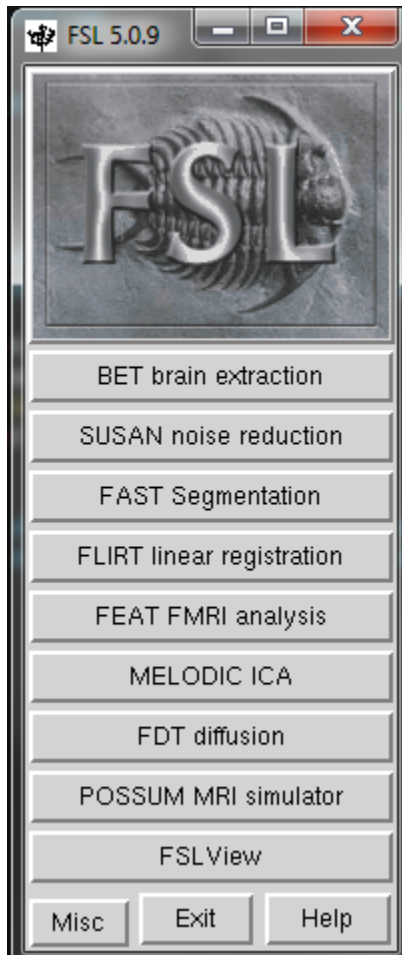 FSL 5.0.9
FSL
BET brain extraction
SUSAN noise reduction
FAST Segmentation
FLIRT linear registration
FEAT FMRI analysis
MELODIC ICA
FDT diffusion
POSSUM MRI simulator
FSLView
Misc Exit Help